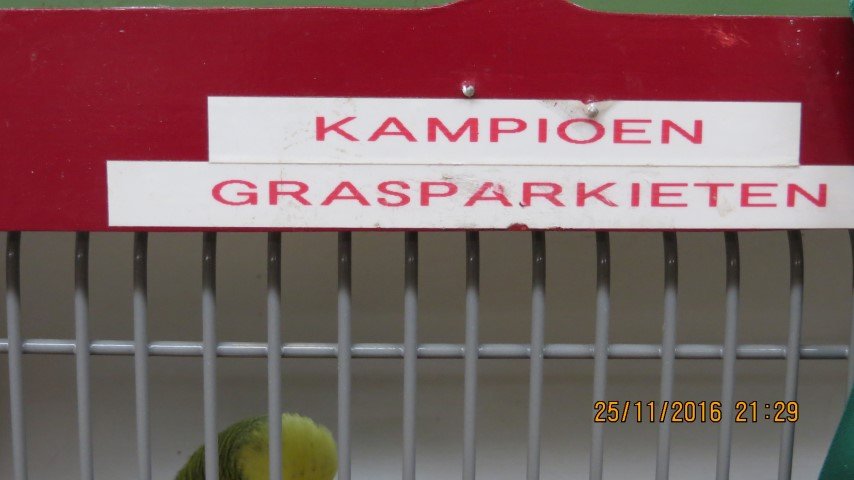 KAMPIOEN
GRASPARKIETEN
25/11/2016 21:29